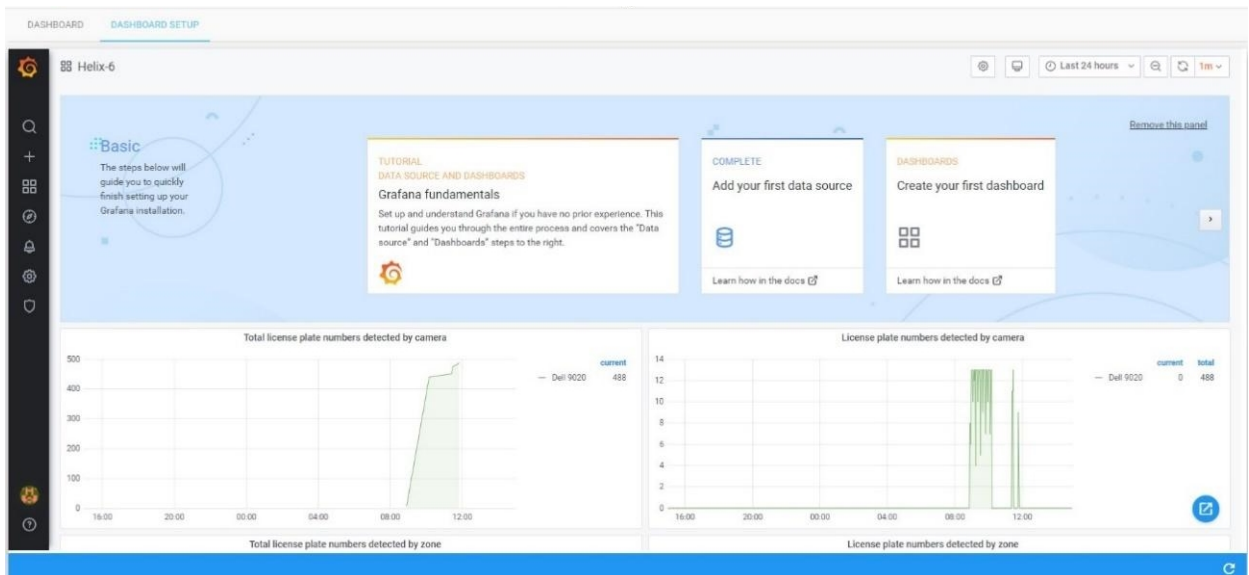 DASHBOARD DASHBOARD SETUP
Helix-6
Last 24 hours
1m
Remove this panel
Basic
The steps below will
guide you to quickly
finish setting up your
Grafana installation.
TUTORIAL
DATA SOURCE AND DASHBOARDS
Grafana fundamentals
Set up and understand Grafana if you have no prior experience. This
tutorial guides you through the entire process and covers the "Data
source" and "Dashboards" steps to the right.
COMPLETE
Add your first data source
Learn how in the docs
DASHBOARDS
Create your first dashboard
Learn how in the docs
Total license plate numbers detected by camera
500
400
300
200
100
0
16:00 20:00 00:00 04:00 08:00 12:00
current
Dell 9020 488
License plate numbers detected by camera
14
12
10
8
6
4
2
0
16:00 20:00 00:00 04:00 08:00 12:00
current total
Dell 9020 0 488
Total license plate numbers detected by zone
License plate numbers detected by zone